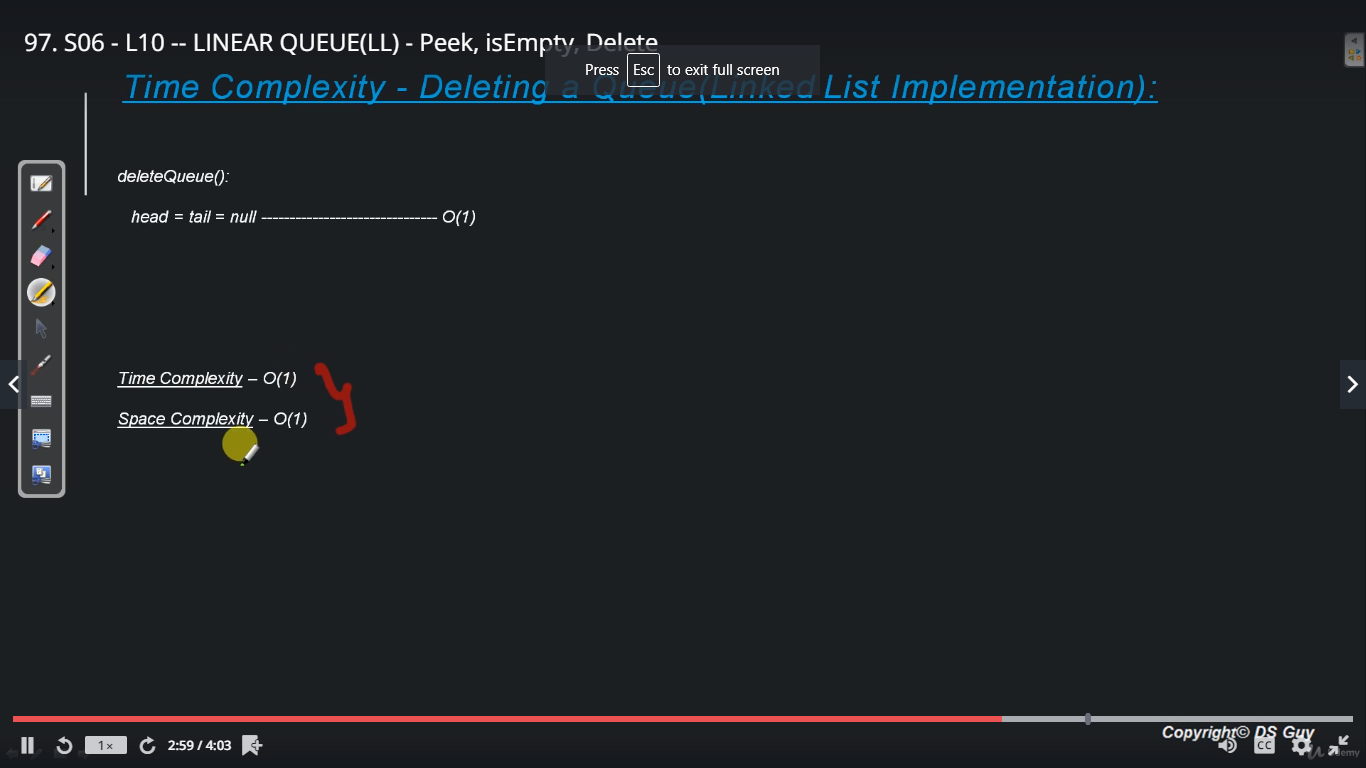 97. S06 - L10 -- LINEAR QUEUE(LL) - Peek, isEmpty, Delete
Press Esc to exit full screen
Time Complexity - Deleting a Queue(Linked List Implementation):
deleteQueue():
head = tail = null -------------------------------- O(1)
Time Complexity – O(1)
Space Complexity – O(1)
Copyright© DS Guy
1x
2:59 / 4:03
CC